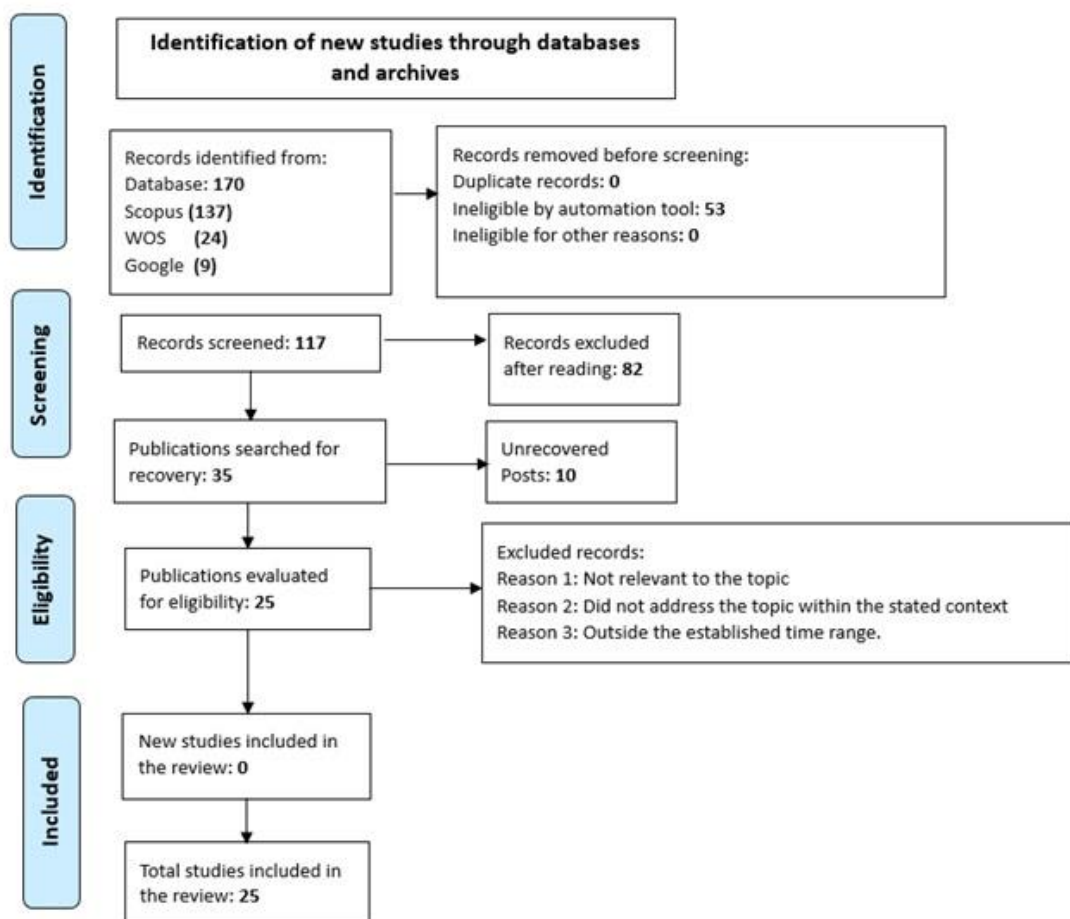 Identification
Identification of new studies through databases
and archives
Records identified from:
Database: 170
Scopus (137)
WOS (24)
Google (9)
Records removed before screening:
Duplicate records: 0
Ineligible by automation tool: 53
Ineligible for other reasons: 0
Screening
Records screened: 117
Records excluded
after reading: 82
Publications searched for
recovery: 35
Unrecovered
Posts: 10
Eligibility
Publications evaluated
for eligibility: 25
Excluded records:
Reason 1: Not relevant to the topic
Reason 2: Did not address the topic within the stated context
Reason 3: Outside the established time range.
Included
New studies included in
the review: 0
Total studies included in
the review: 25